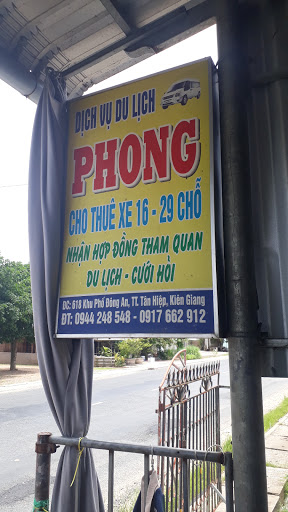 DỊCH VỤ DU LỊCH
PHONG
CHO THUÊ XE 16 - 29 CHỖ
NHẬN HỢP ĐỒNG THAM QUAN
DU LỊCH - CƯỚI HỎI
ĐC: 618 Khu Phố Đông An, TT. Tân Hiệp, Kiên Giang
ĐT: 0944 248 548 - 0917 662 912